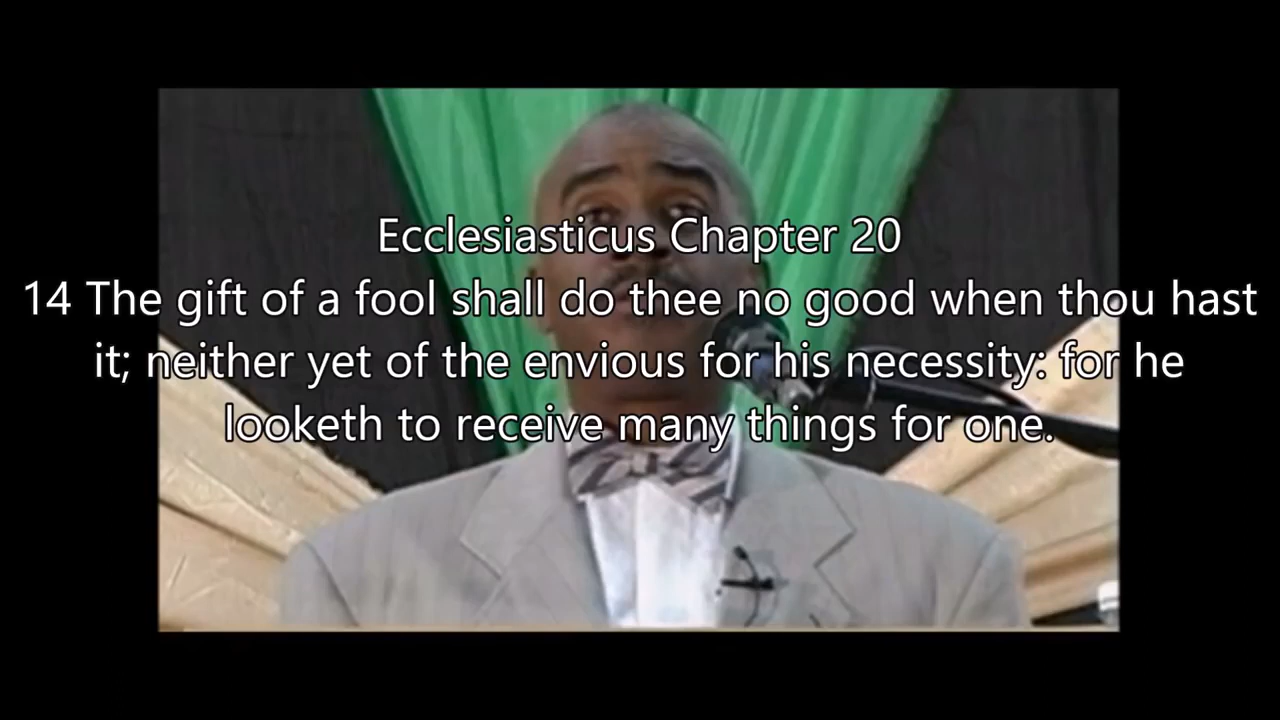 Ecclesiasticus Chapter 20
14 The gift of a fool shall do thee no good when thou hast
it; neither yet of the envious for his necessity: for he
looketh to receive many things for one.